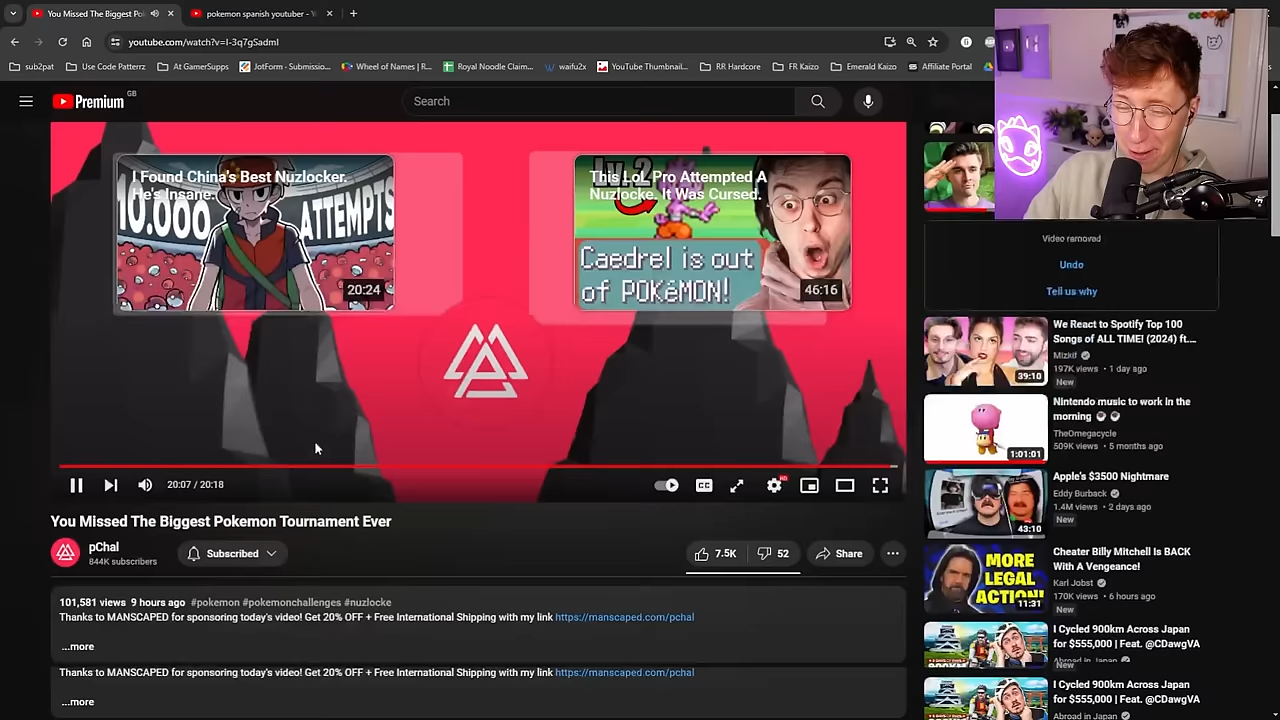 You Missed The Biggest Pok
pokemon spanish youtuber - Y
youtube.com/watch?v=I-3q7gSadmI
sub2pat
Use Code Patterrz
At GamerSupps
JotForm - Submissio...
Wheel of Names | R...
Royal Noodle Claim...
waifu2x
YouTube Thumbnail...
RR Hardcore
FR Kaizo
Emerald Kaizo
Affiliate Portal
Premium
GB
Search
I Found China's Best Nuzlocker.
He's Insane.
10.000
ATTEMPTS
20:24
This LoL Pro Attempted A
Nuzlocke. It Was Cursed.
Lv.2
Caedrel is out
of POKéMON!
46:16
20:07 / 20:18
CC
HD
You Missed The Biggest Pokemon Tournament Ever
pChal
844K subscribers
Subscribed
7.5K
52
Share
101,581 views 9 hours ago #pokemon #pokemonchallenges #nuzlocke
Thanks to MANSCAPED for sponsoring today's video! Get 20% OFF + Free International Shipping with my link https://manscaped.com/pchal
...more
Thanks to MANSCAPED for sponsoring today's video! Get 20% OFF + Free International Shipping with my link https://manscaped.com/pchal
...more
Video removed
Undo
Tell us why
We React to Spotify Top 100
Songs of ALL TIME! (2024) ft....
Mizkif
197K views • 1 day ago
New
39:10
Nintendo music to work in the
morning
TheOmegacycle
509K views • 5 months ago
1:01:01
Apple's $3500 Nightmare
Eddy Burback
1.4M views • 2 days ago
New
43:10
Cheater Billy Mitchell Is BACK
With A Vengeance!
Karl Jobst
170K views • 6 hours ago
New
MORE
LEGAL
ACTION!
11:31
I Cycled 900km Across Japan
for $555,000 | Feat. @CDawgVA
Abroad in Japan
New
I Cycled 900km Across Japan
for $555,000 | Feat. @CDawgVA
Abroad in Japan